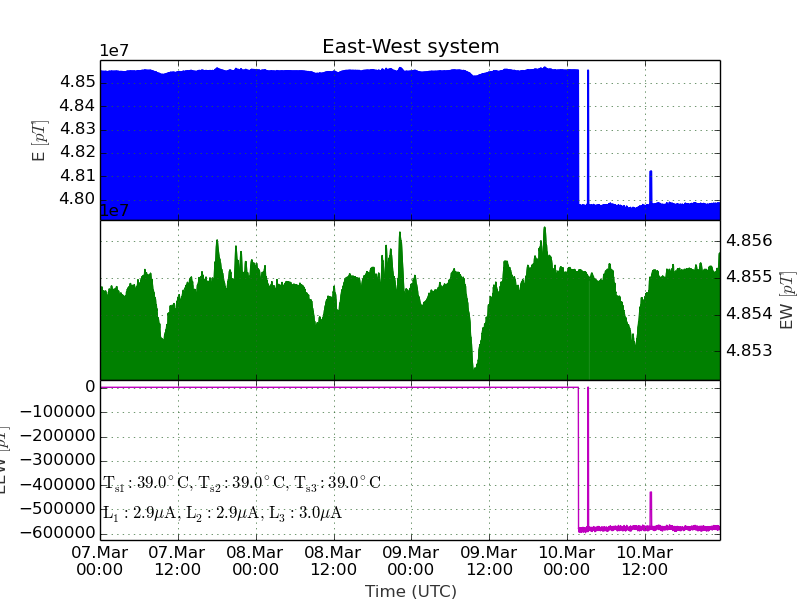 East-West system
1e7
4.85
4.84
4.83
4.82
4.81
4.80
E [pT]
1e7
4.856
4.855
4.854
4.853
EW [pT]
0
−100000
−200000
−300000
−400000
−500000
−600000
T_s1 : 39.0°C, T_s2 : 39.0°C, T_s3 : 39.0°C
L_1 : 2.9μA, L_2 : 2.9μA, L_3 : 3.0μA
07.Mar 07.Mar 08.Mar 08.Mar 09.Mar 09.Mar 10.Mar 10.Mar
00:00 12:00 00:00 12:00 00:00 12:00 00:00 12:00
Time (UTC)